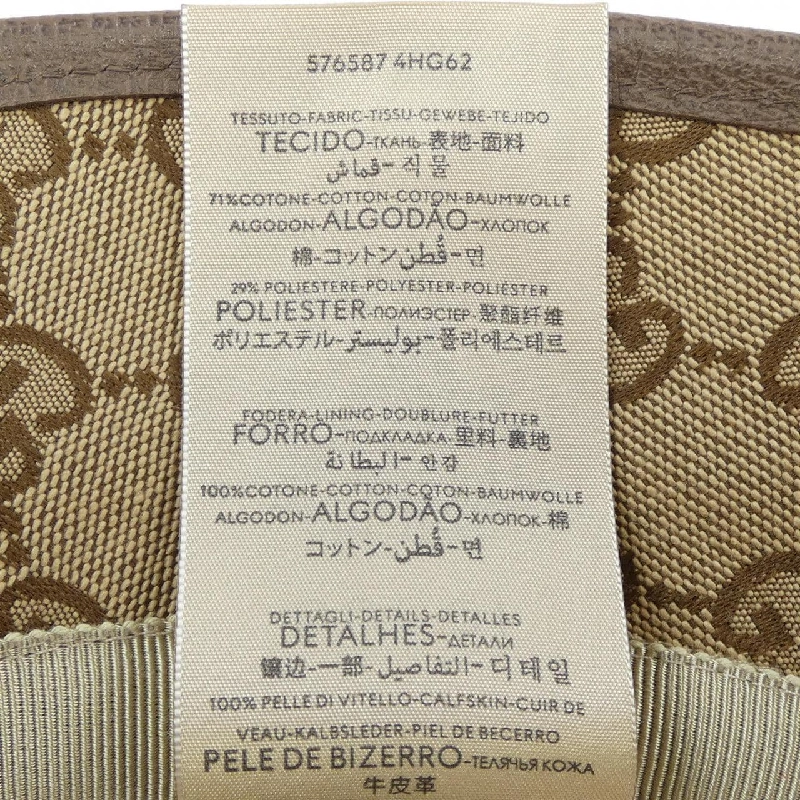 576587 4HG62
TESSUTO-FABRIC-TISSU-GEWEBE-TEJIDO
TECIDO-ТКАНЬ-表地-面料
قماش-직물
71%COTONE-COTTON-COTON-BAUMWOLLE
ALGODON-ALGODÃO-ХЛОПОК
棉-コットン-قُطن-면
29% POLIESTERE-POLYESTER-POLIESTER
POLIESTER-ПОЛИЭСТЕР-聚酯纤维
ポリエステル-بوليستر-폴리에스테르
FODERA-LINING-DOUBLURE-FUTTER
FORRO-ПОДКЛАДКА-里料-裏地
البطانة-안감
100%COTONE-COTTON-COTON-BAUMWOLLE
ALGODON-ALGODÃO-ХЛОПОК-棉
コットン-قُطن-면
DETTAGLI-DETAILS-DETALLES
DETALHES-ДЕТАЛИ
镶边-一部-التفاصيل-디테일
100% PELLE DI VITELLO-CALFSKIN-CUIR DE
VEAU-KALBSLEDER-PIEL DE BECERRO
PELE DE BIZERRO-ТЕЛЯЧЬЯ КОЖА
牛皮革